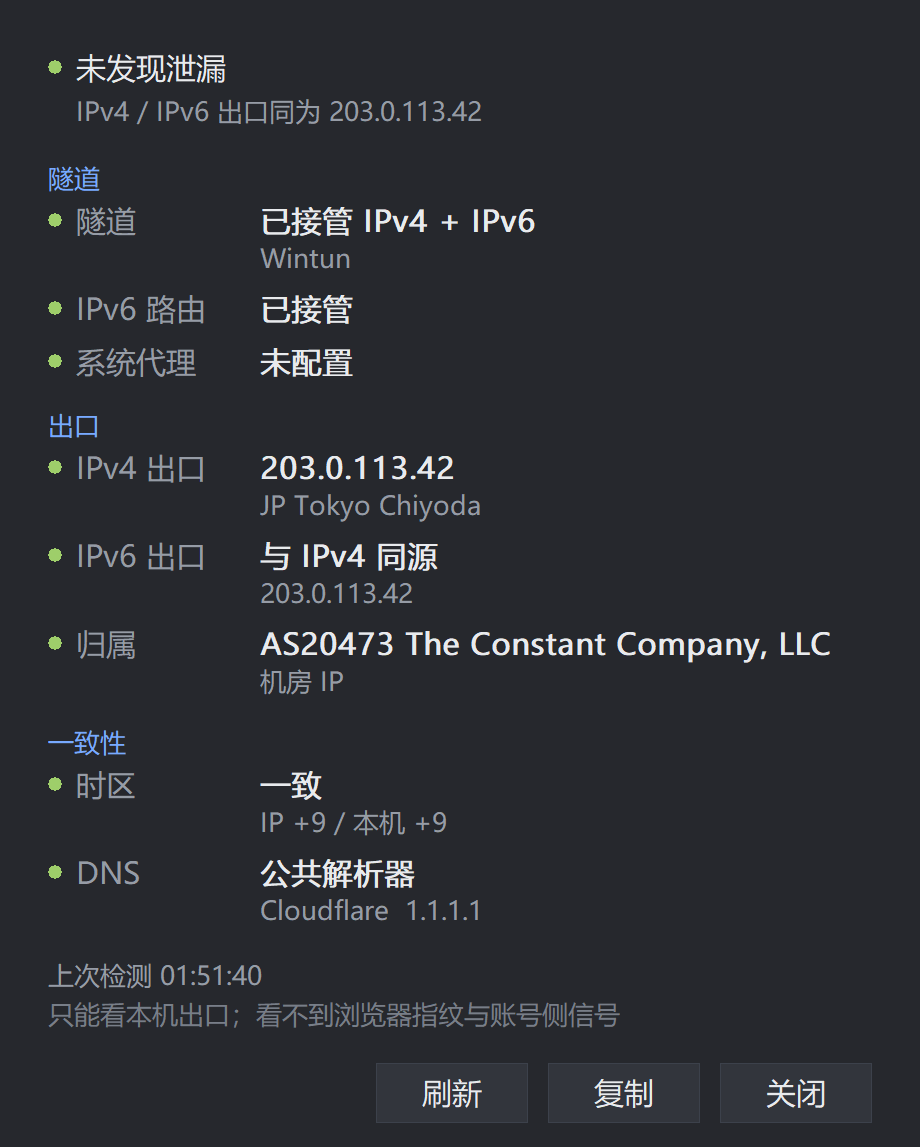 未发现泄漏
IPv4 / IPv6 出口同为 203.0.113.42
隧道
隧道 已接管 IPv4 + IPv6
Wintun
IPv6 路由 已接管
系统代理 未配置
出口
IPv4 出口 203.0.113.42
JP Tokyo Chiyoda
IPv6 出口 与 IPv4 同源
203.0.113.42
归属 AS20473 The Constant Company, LLC
机房 IP
一致性
时区 一致
IP +9 / 本机 +9
DNS 公共解析器
Cloudflare 1.1.1.1
上次检测 01:51:40
只能看本机出口；看不到浏览器指纹与账号侧信号
刷新 复制 关闭